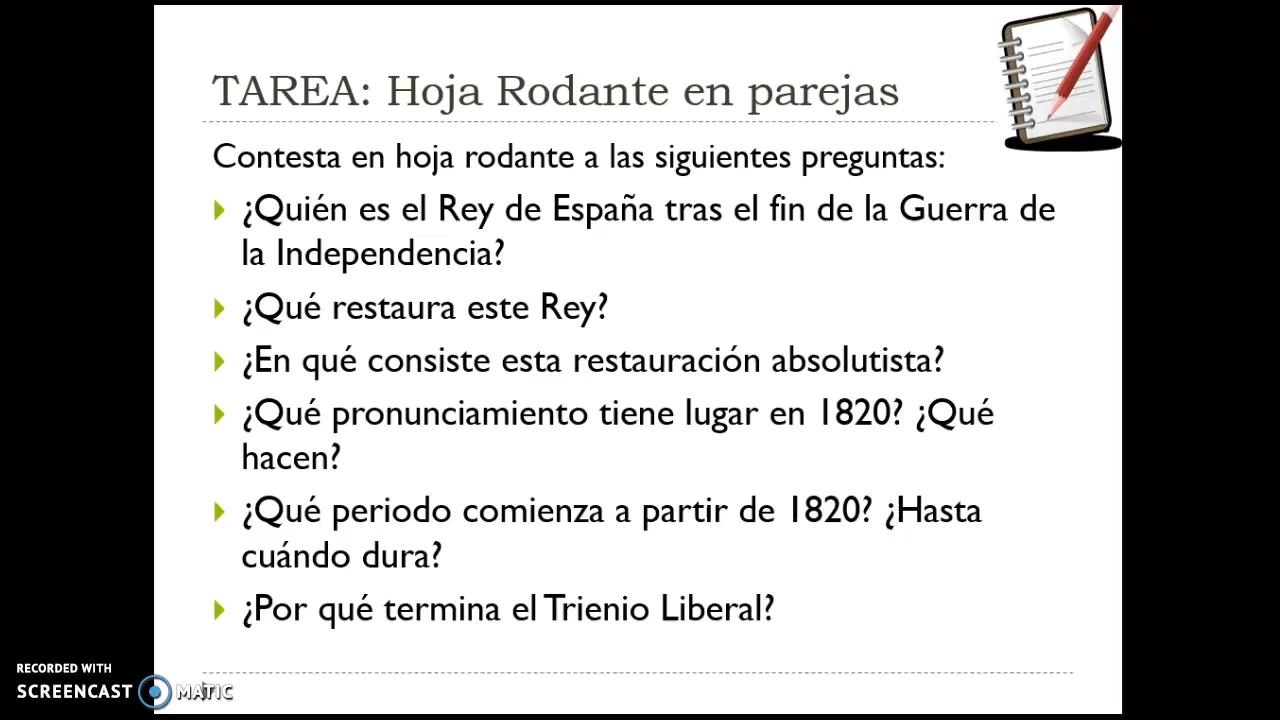 TAREA: Hoja Rodante en parejas
Contesta en hoja rodante a las siguientes preguntas:
¿Quién es el Rey de España tras el fin de la Guerra de
la Independencia?
¿Qué restaura este Rey?
¿En qué consiste esta restauración absolutista?
¿Qué pronunciamiento tiene lugar en 1820? ¿Qué
hacen?
¿Qué periodo comienza a partir de 1820? ¿Hasta
cuándo dura?
¿Por qué termina el Trienio Liberal?
RECORDED WITH
SCREENCAST MATIC